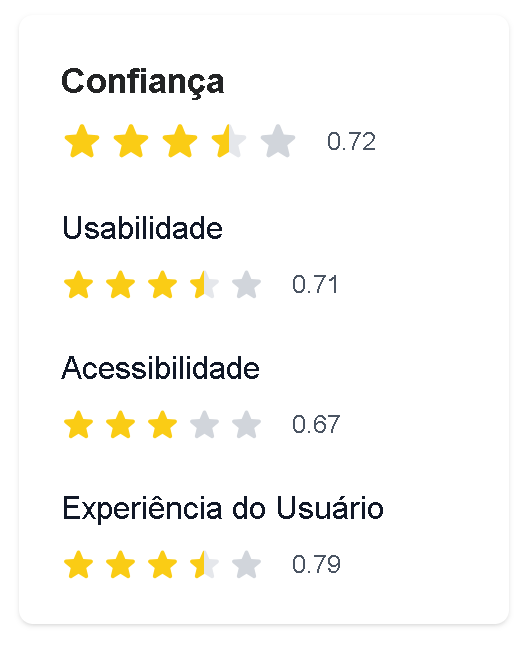 Confiança
0.72
Usabilidade
0.71
Acessibilidade
0.67
Experiência do Usuário
0.79